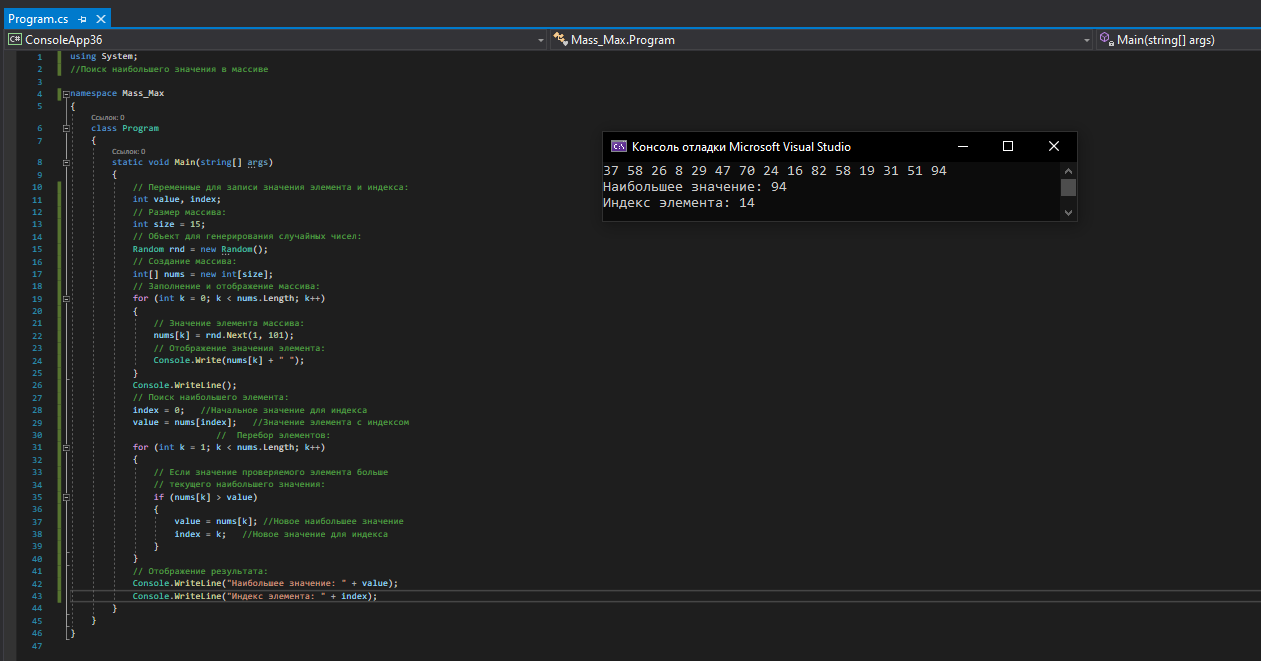 Program.cs
ConsoleApp36 Mass_Max.Program Main(string[] args)
1 using System;
2 //Поиск наибольшего значения в массиве
3
4 namespace Mass_Max
5 {
Ссылок: 0
6 class Program
7 {
Ссылок: 0
8 static void Main(string[] args)
9 {
10 // Переменные для записи значения элемента и индекса:
11 int value, index;
12 // Размер массива:
13 int size = 15;
14 // Объект для генерирования случайных чисел:
15 Random rnd = new Random();
16 // Создание массива:
17 int[] nums = new int[size];
18 // Заполнение и отображение массива:
19 for (int k = 0; k < nums.Length; k++)
20 {
21 // Значение элемента массива:
22 nums[k] = rnd.Next(1, 101);
23 // Отображение значения элемента:
24 Console.Write(nums[k] + " ");
25 }
26 Console.WriteLine();
27 // Поиск наибольшего элемента:
28 index = 0; //Начальное значение для индекса
29 value = nums[index]; //Значение элемента с индексом
30 // Перебор элементов:
31 for (int k = 1; k < nums.Length; k++)
32 {
33 // Если значение проверяемого элемента больше
34 // текущего наибольшего значения:
35 if (nums[k] > value)
36 {
37 value = nums[k]; //Новое наибольшее значение
38 index = k; //Новое значение для индекса
39 }
40 }
41 // Отображение результата:
42 Console.WriteLine("Наибольшее значение: " + value);
43 Console.WriteLine("Индекс элемента: " + index);
44 }
45 }
46 }
47
Консоль отладки Microsoft Visual Studio
37 58 26 8 29 47 70 24 16 82 58 19 31 51 94
Наибольшее значение: 94
Индекс элемента: 14